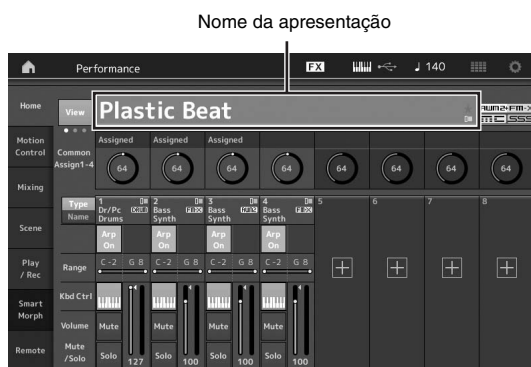 Nome da apresentação
Performance FX 140
Home View Plastic Beat
Motion Control Common Assign1-4 Assigned Assigned Assigned
64 64 64 64 64 64 64 64
Mixing
Type Name 1 Dr/Pc Drums 2 Bass Synth 3 Bass Synth 4 Bass Synth 5 6 7 8
Scene Arp On Arp On Arp On Arp On
Play / Rec Range C -2 G 8 C -2 G 8 C -2 G 8 C -2 G 8
Smart Morph Kbd Ctrl
Volume Mute Mute Mute Mute
Remote Mute /Solo Solo 127 Solo 100 Solo 100 Solo 100